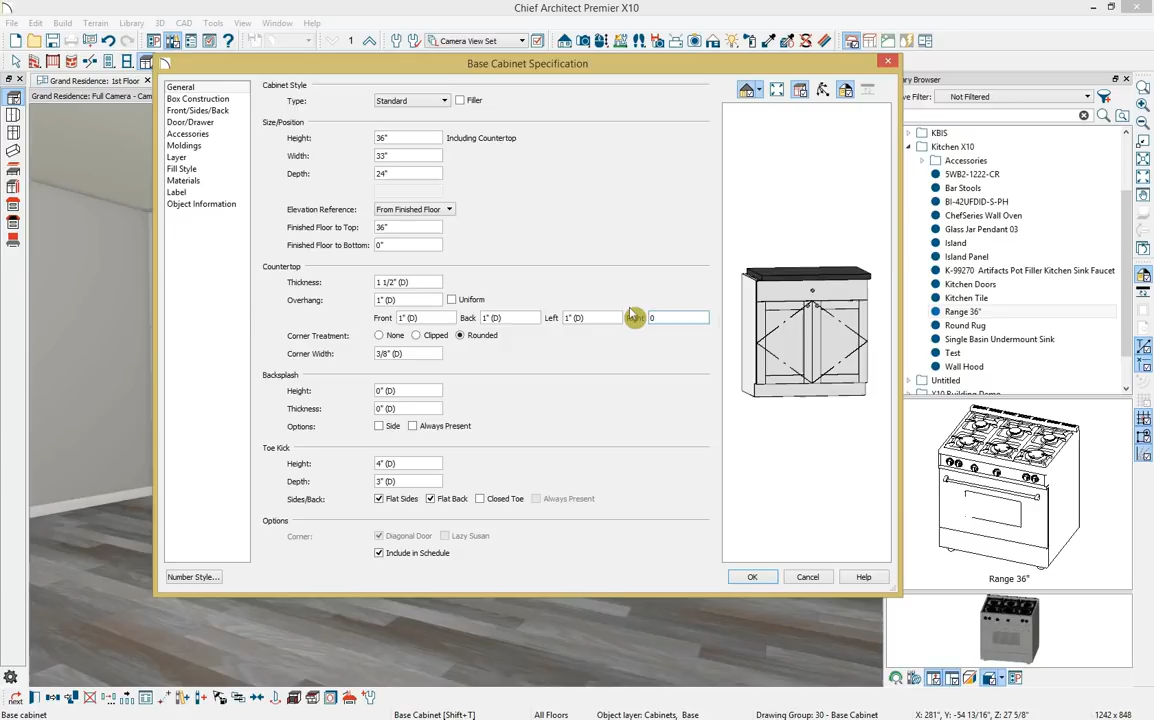 Chief Architect Premier X10
File Edit Build Terrain Library 3D CAD Tools View Window Help
1 Camera View Set
Grand Residence: 1st Floor
Grand Residence: Full Camera - Cam
Base Cabinet Specification
General
Box Construction
Front/Sides/Back
Door/Drawer
Accessories
Moldings
Layer
Fill Style
Materials
Label
Object Information
Number Style...
Cabinet Style
Type: Standard Filler
Size/Position
Height: 36" Including Countertop
Width: 33"
Depth: 24"
Elevation Reference: From Finished Floor
Finished Floor to Top: 36"
Finished Floor to Bottom: 0"
Countertop
Thickness: 1 1/2" (D)
Overhang: 1" (D) Uniform
Front 1" (D) Back 1" (D) Left 1" (D) Right 0
Corner Treatment: None Clipped Rounded
Corner Width: 3/8" (D)
Backsplash
Height: 0" (D)
Thickness: 0" (D)
Options: Side Always Present
Toe Kick
Height: 4" (D)
Depth: 3" (D)
Sides/Back: Flat Sides Flat Back Closed Toe Always Present
Options
Corner: Diagonal Door Lazy Susan
Include in Schedule
OK Cancel Help
ary Browser
ve Filter: Not Filtered
KBIS
Kitchen X10
Accessories
5WB2-1222-CR
Bar Stools
BI-42UFDID-S-PH
ChefSeries Wall Oven
Glass Jar Pendant 03
Island
Island Panel
K-99270 Artifacts Pot Filler Kitchen Sink Faucet
Kitchen Doors
Kitchen Tile
Range 36"
Round Rug
Single Basin Undermount Sink
Test
Wall Hood
Untitled
X10 Building Demo
Range 36"
next
Base cabinet Base Cabinet [Shift+T] All Floors Object layer: Cabinets, Base Drawing Group: 30 - Base Cabinet X: 281", Y: -54 13/16", Z: 27 5/8" 1242 x 848